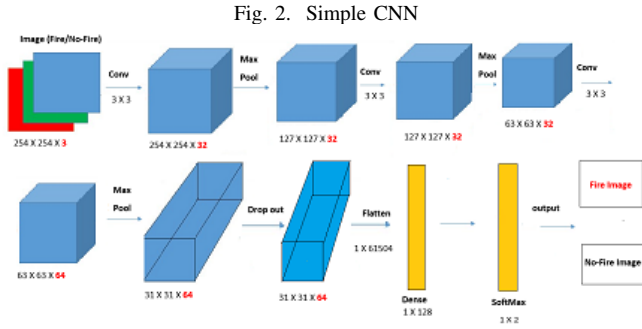 Fig. 2. Simple CNN
Image (Fire/No-Fire)
Conv
3 X 3
Max
Pool
Conv
3 X 3
Max
Pool
Conv
3 X 3
254 X 254 X 3
254 X 254 X 32
127 X 127 X 32
127 X 127 X 32
63 X 63 X 32
Max
Pool
Drop out
Flatten
1 X 61504
output
Fire Image
No-Fire Image
63 X 63 X 64
31 X 31 X 64
31 X 31 X 64
Dense
1 X 128
SoftMax
1 X 2